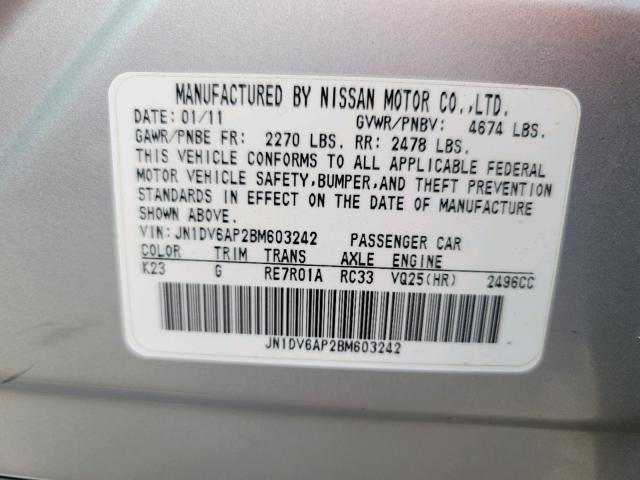 MANUFACTURED BY NISSAN MOTOR CO.,LTD.
DATE: 01/11 GVWR/PNBV: 4674 LBS.
GAWR/PNBE FR: 2270 LBS. RR: 2478 LBS.
THIS VEHICLE CONFORMS TO ALL APPLICABLE FEDERAL
MOTOR VEHICLE SAFETY,BUMPER,AND THEFT PREVENTION
STANDARDS IN EFFECT ON THE DATE OF MANUFACTURE
SHOWN ABOVE.
VIN:JN1DV6AP2BM603242 PASSENGER CAR
COLOR TRIM TRANS AXLE ENGINE
K23 G RE7R01A RC33 VQ25(HR) 2496CC
JN1DV6AP2BM603242